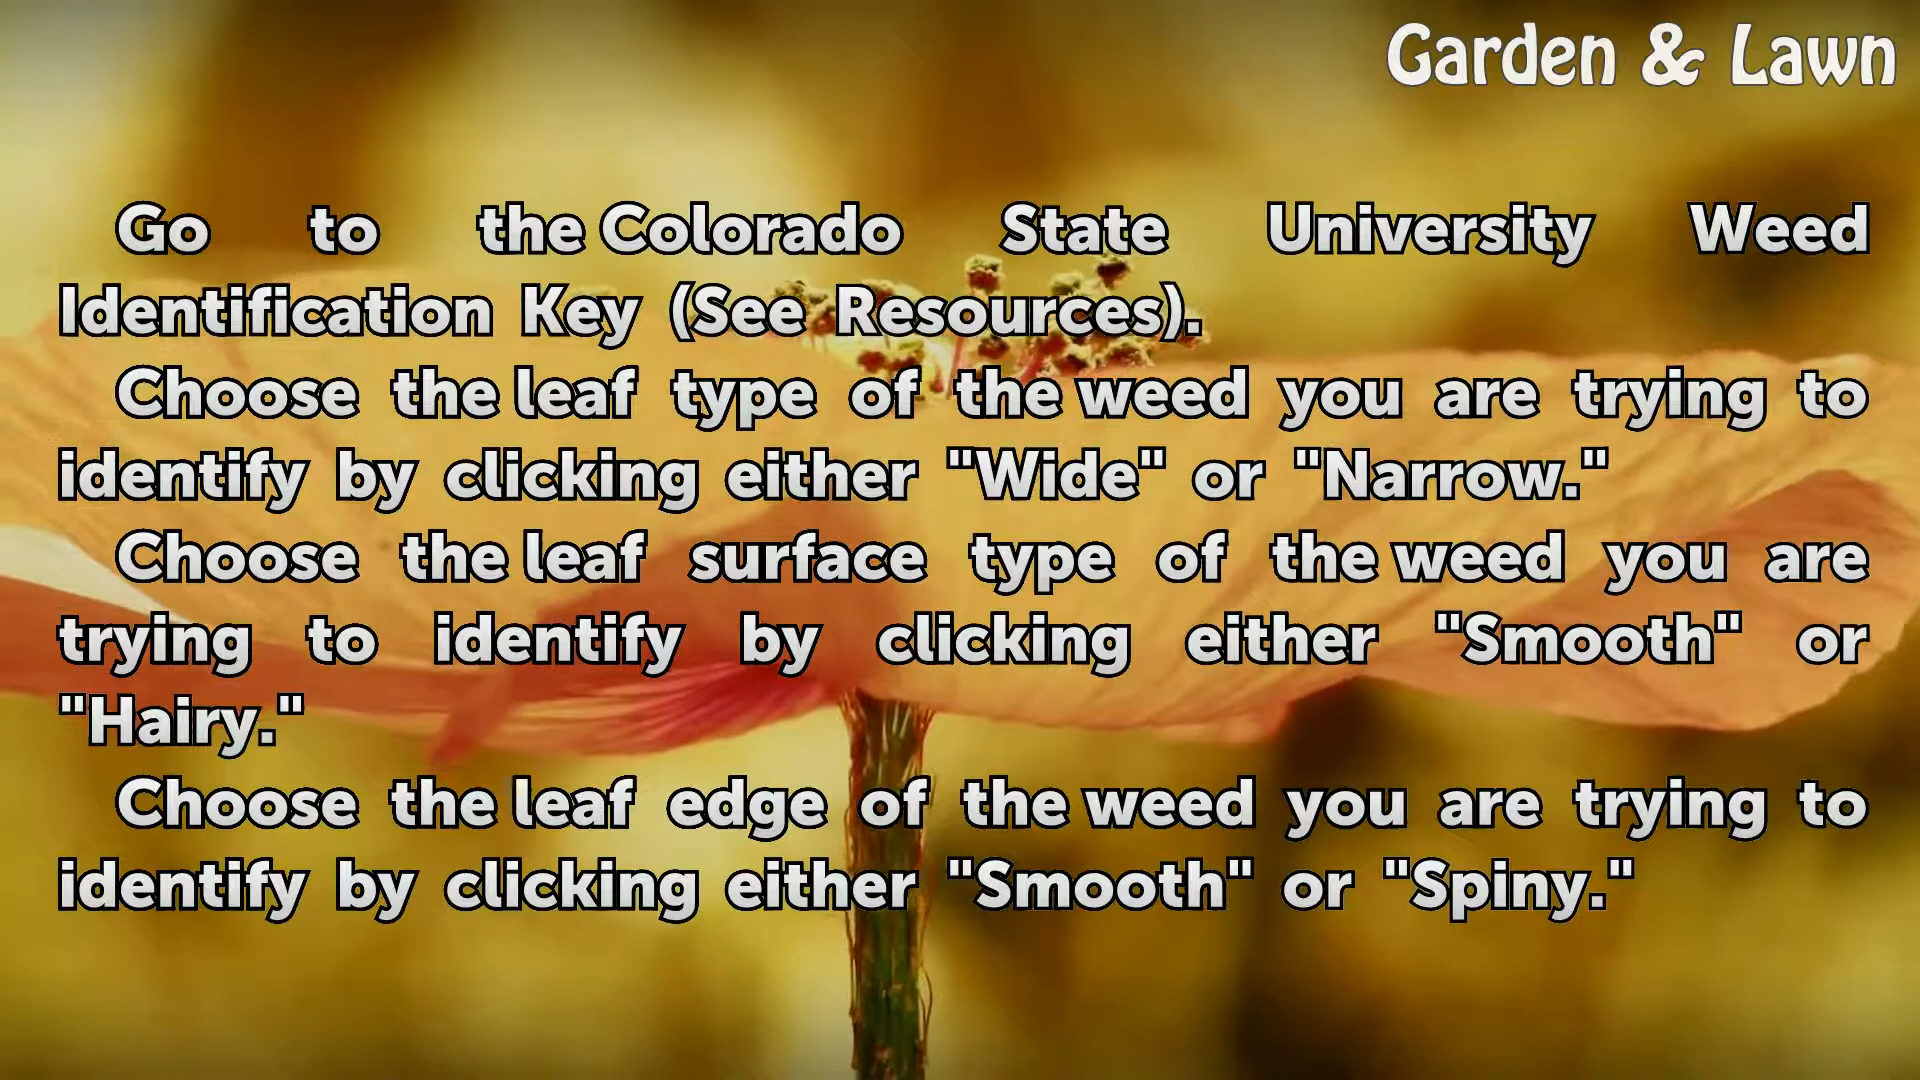 Garden & Lawn
Go to the Colorado State University Weed
Identification Key (See Resources).
Choose the leaf type of the weed you are trying to
identify by clicking either "Wide" or "Narrow."
Choose the leaf surface type of the weed you are
trying to identify by clicking either "Smooth" or
"Hairy."
Choose the leaf edge of the weed you are trying to
identify by clicking either "Smooth" or "Spiny."